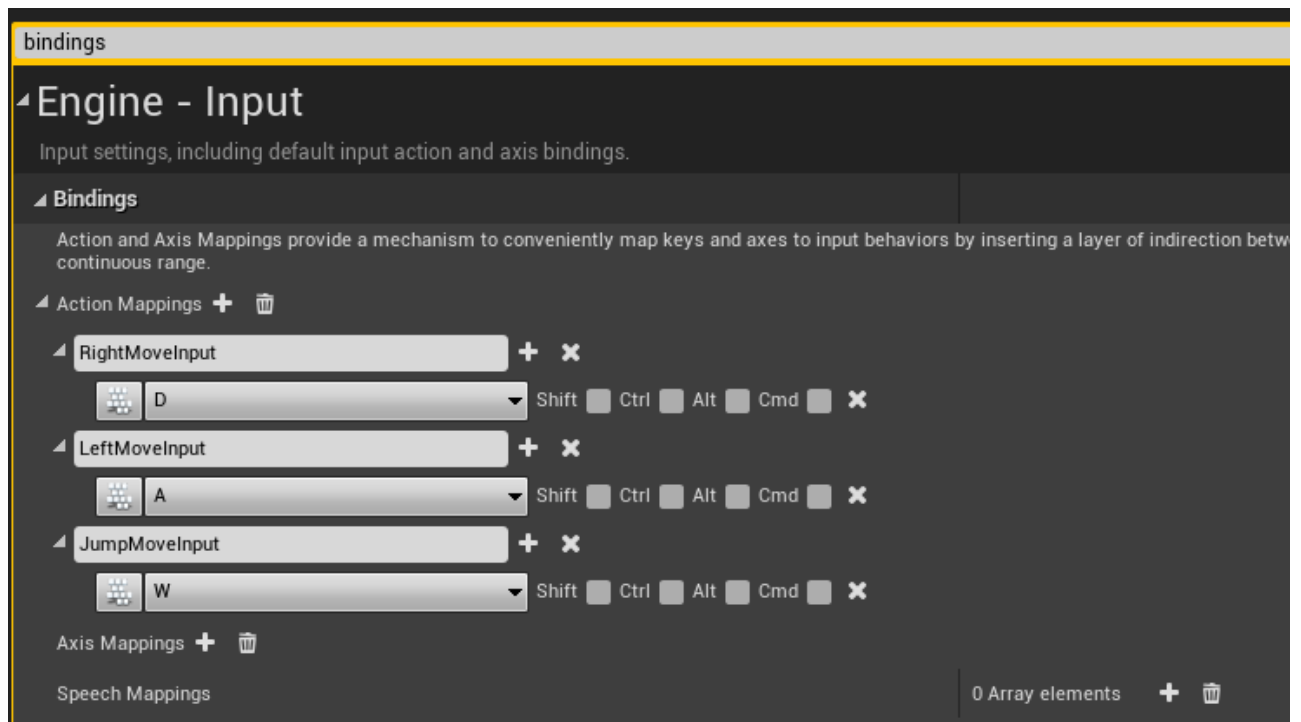 bindings
Engine - Input
Input settings, including default input action and axis bindings.
Bindings
Action and Axis Mappings provide a mechanism to conveniently map keys and axes to input behaviors by inserting a layer of indirection betw
continuous range.
Action Mappings
RightMoveInput
D Shift Ctrl Alt Cmd
LeftMoveInput
A Shift Ctrl Alt Cmd
JumpMoveInput
W Shift Ctrl Alt Cmd
Axis Mappings
Speech Mappings 0 Array elements